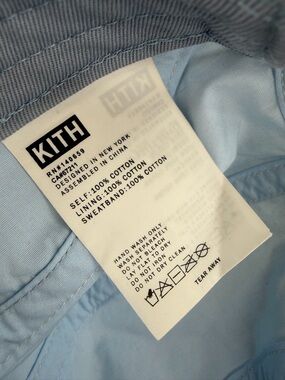 KITH
RN#140859
CA#57211
DESIGNED IN NEW YORK
ASSEMBLED IN CHINA
SELF:100% COTTON
LINING:100% COTTON
SWEATBAND:100% COTTON
HAND WASH ONLY
WASH SEPARATELY
DO NOT BLEACH
LAY FLAT TO DRY
DO NOT IRON
DO NOT DRY CLEAN
TEAR AWAY